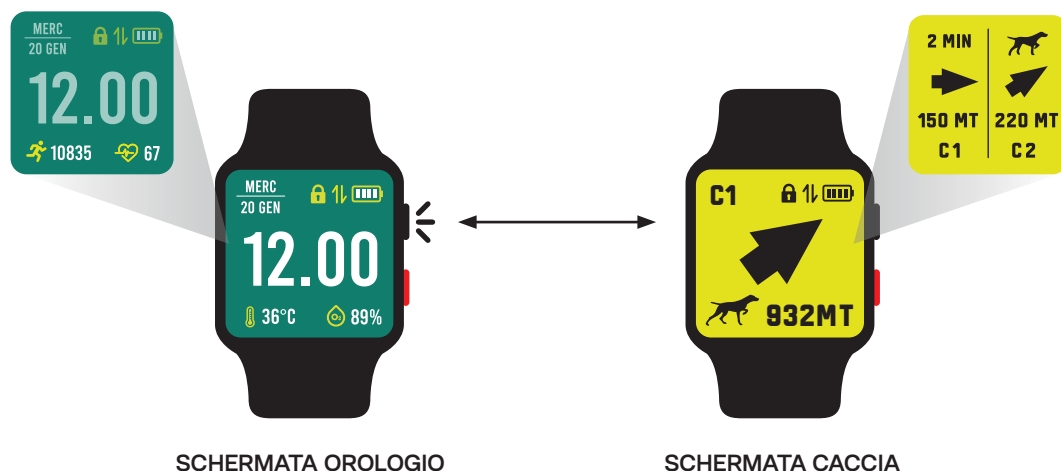 MERC
20 GEN
12.00
10835 67
MERC
20 GEN
12.00
36°C O₂ 89%
2 MIN
150 MT 220 MT
C1 C2
C1
932MT
SCHERMATA OROLOGIO
SCHERMATA CACCIA